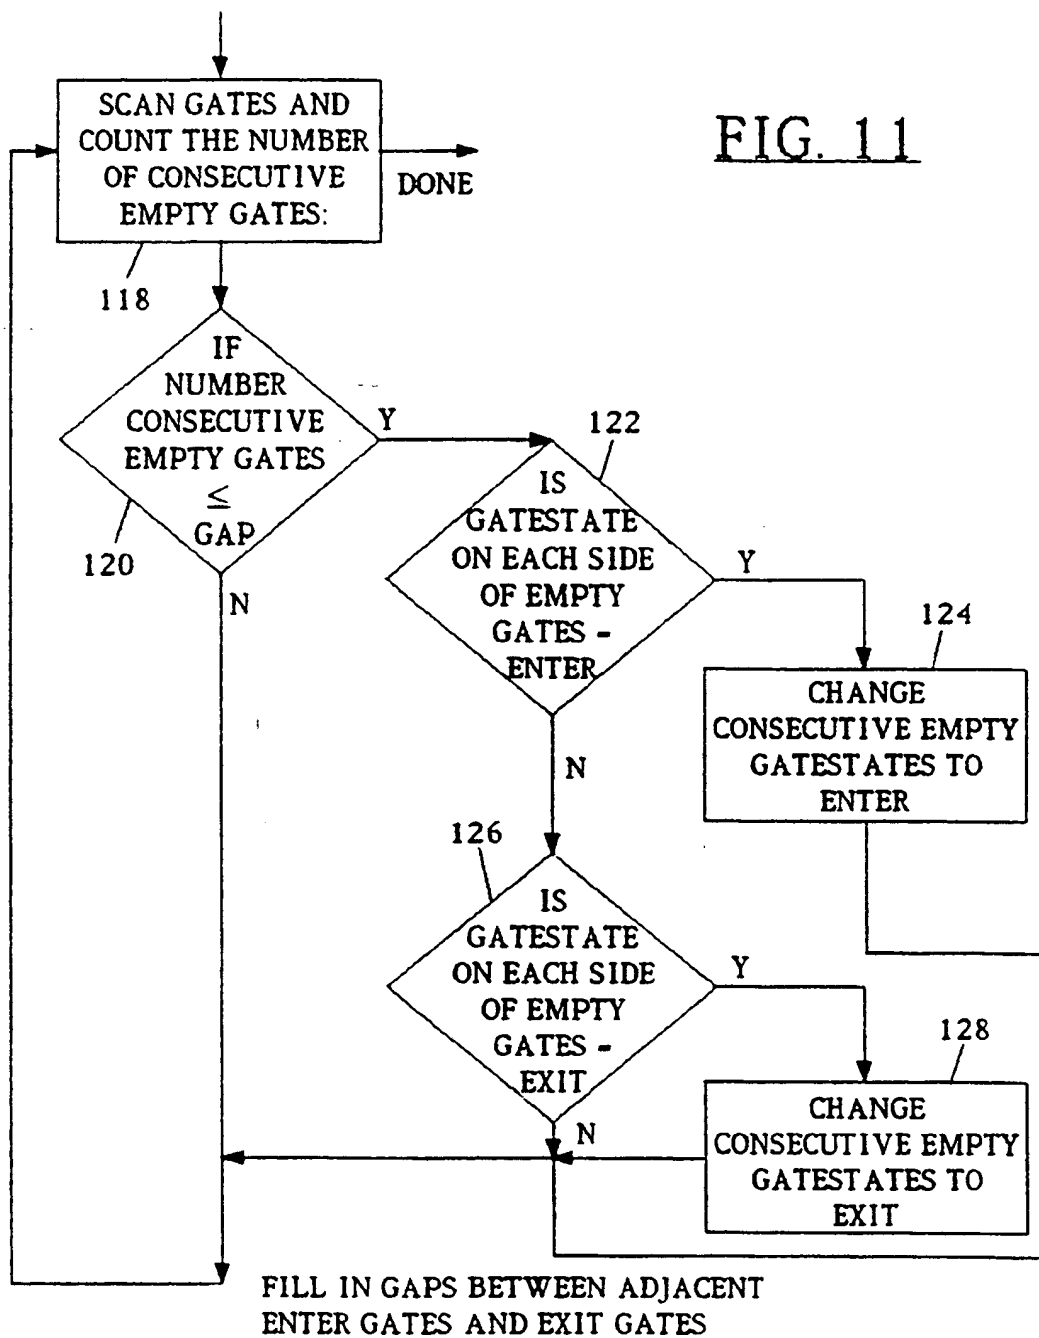 FIG. 11
SCAN GATES AND
COUNT THE NUMBER
OF CONSECUTIVE
EMPTY GATES:
DONE
118
IF
NUMBER
CONSECUTIVE
EMPTY GATES
≤
GAP
Y
120
N
122
IS
GATESTATE
ON EACH SIDE
OF EMPTY
GATES =
ENTER
Y
N
124
CHANGE
CONSECUTIVE EMPTY
GATESTATES TO
ENTER
126
IS
GATESTATE
ON EACH SIDE
OF EMPTY
GATES =
EXIT
Y
N
128
CHANGE
CONSECUTIVE EMPTY
GATESTATES TO
EXIT
FILL IN GAPS BETWEEN ADJACENT
ENTER GATES AND EXIT GATES